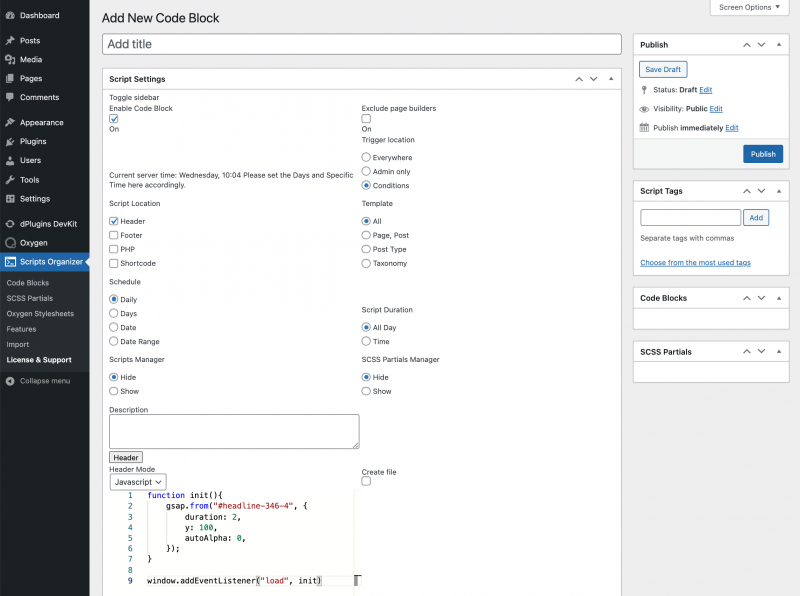 Screen Options
Dashboard
Posts
Media
Pages
Comments
Appearance
Plugins
Users
Tools
Settings
dPlugins DevKit
Oxygen
Scripts Organizer
Code Blocks
SCSS Partials
Oxygen Stylesheets
Features
Import
License & Support
Collapse menu
Add New Code Block
Add title
Script Settings
Toggle sidebar
Enable Code Block
On
Exclude page builders
On
Trigger location
Everywhere
Admin only
Conditions
Current server time: Wednesday, 10:04 Please set the Days and Specific
Time here accordingly.
Script Location
Header
Footer
PHP
Shortcode
Template
All
Page, Post
Post Type
Taxonomy
Schedule
Daily
Days
Date
Date Range
Script Duration
All Day
Time
Scripts Manager
Hide
Show
SCSS Partials Manager
Hide
Show
Description
Header
Header Mode
Javascript
Create file
1 function init(){
2 gsap.from("#headline-346-4", {
3 duration: 2,
4 y: 100,
5 autoAlpha: 0,
6 });
7 }
8
9 window.addEventListener("load", init)
Publish
Save Draft
Status: Draft Edit
Visibility: Public Edit
Publish immediately Edit
Publish
Script Tags
Add
Separate tags with commas
Choose from the most used tags
Code Blocks
SCSS Partials